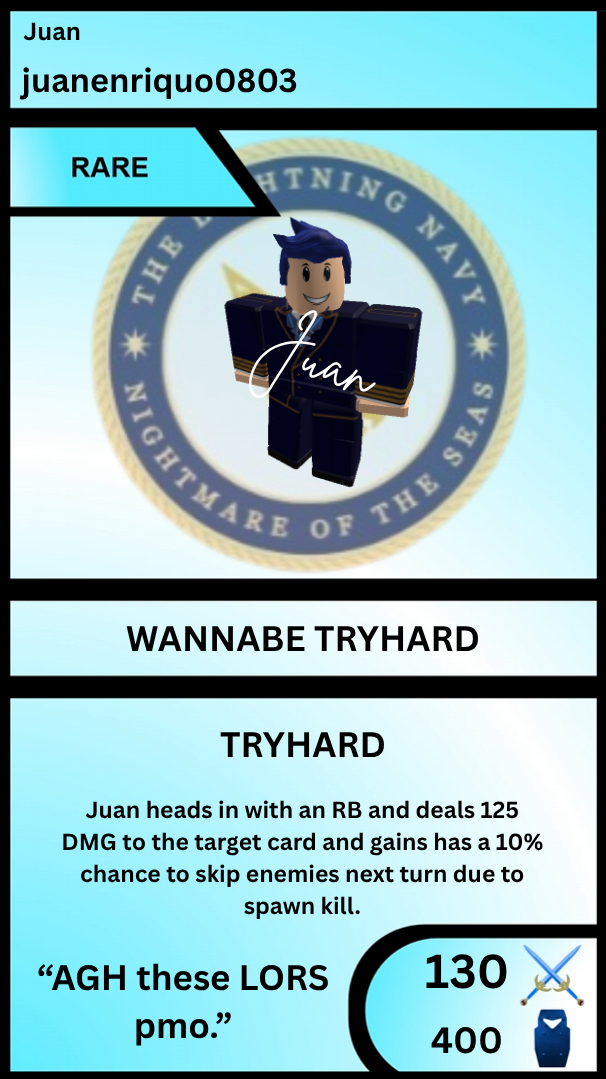 Juan
juanenriquo0803
RARE
THE L GHTNING NAVY
NIGHTMARE OF THE SEAS
Juan
WANNABE TRYHARD
TRYHARD
Juan heads in with an RB and deals 125
DMG to the target card and gains has a 10%
chance to skip enemies next turn due to
spawn kill.
“AGH these LORS
pmo.”
130
400